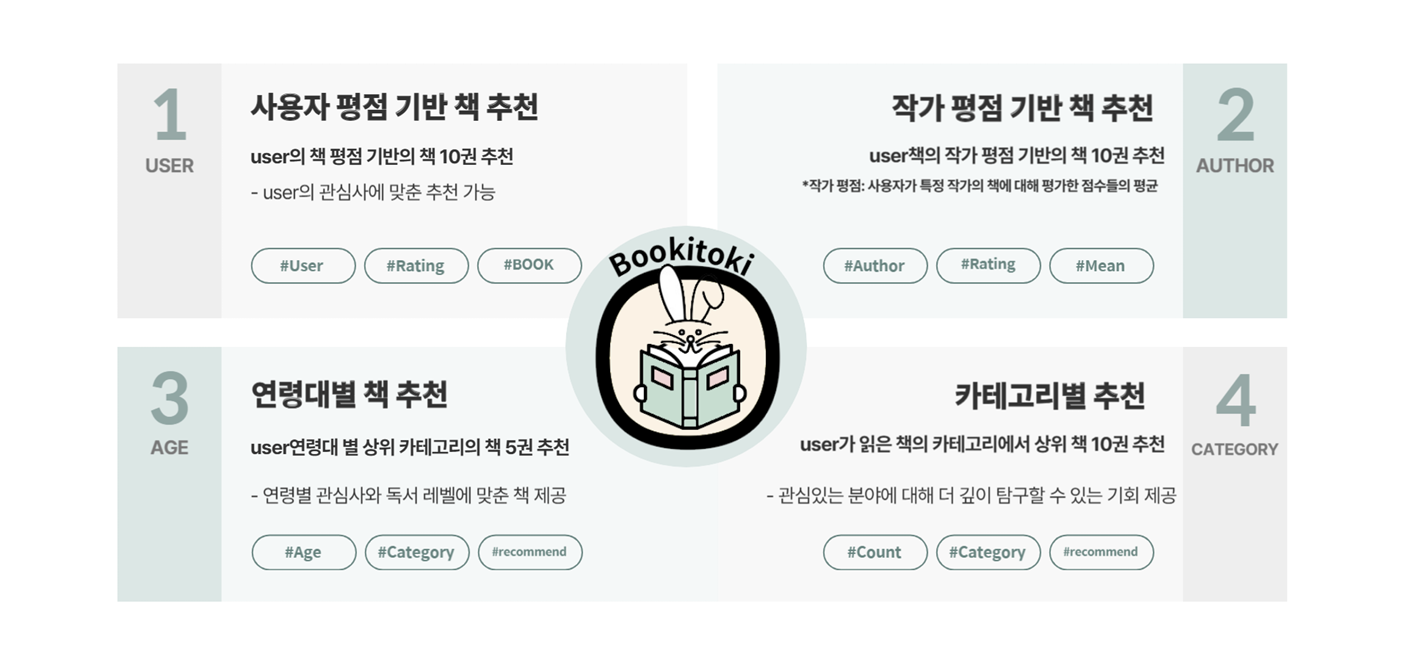 1
USER
사용자 평점 기반 책 추천
user의 책 평점 기반의 책 10권 추천
- user의 관심사에 맞춘 추천 가능
#User
#Rating
#BOOK
2
AUTHOR
작가 평점 기반 책 추천
user책의 작가 평점 기반의 책 10권 추천
*작가 평점: 사용자가 특정 작가의 책에 대해 평가한 점수들의 평균
#Author
#Rating
#Mean
Bookitoki
3
AGE
연령대별 책 추천
user연령대 별 상위 카테고리의 책 5권 추천
- 연령별 관심사와 독서 레벨에 맞춘 책 제공
#Age
#Category
#recommend
4
CATEGORY
카테고리별 추천
user가 읽은 책의 카테고리에서 상위 책 10권 추천
- 관심있는 분야에 대해 더 깊이 탐구할 수 있는 기회 제공
#Count
#Category
#recommend